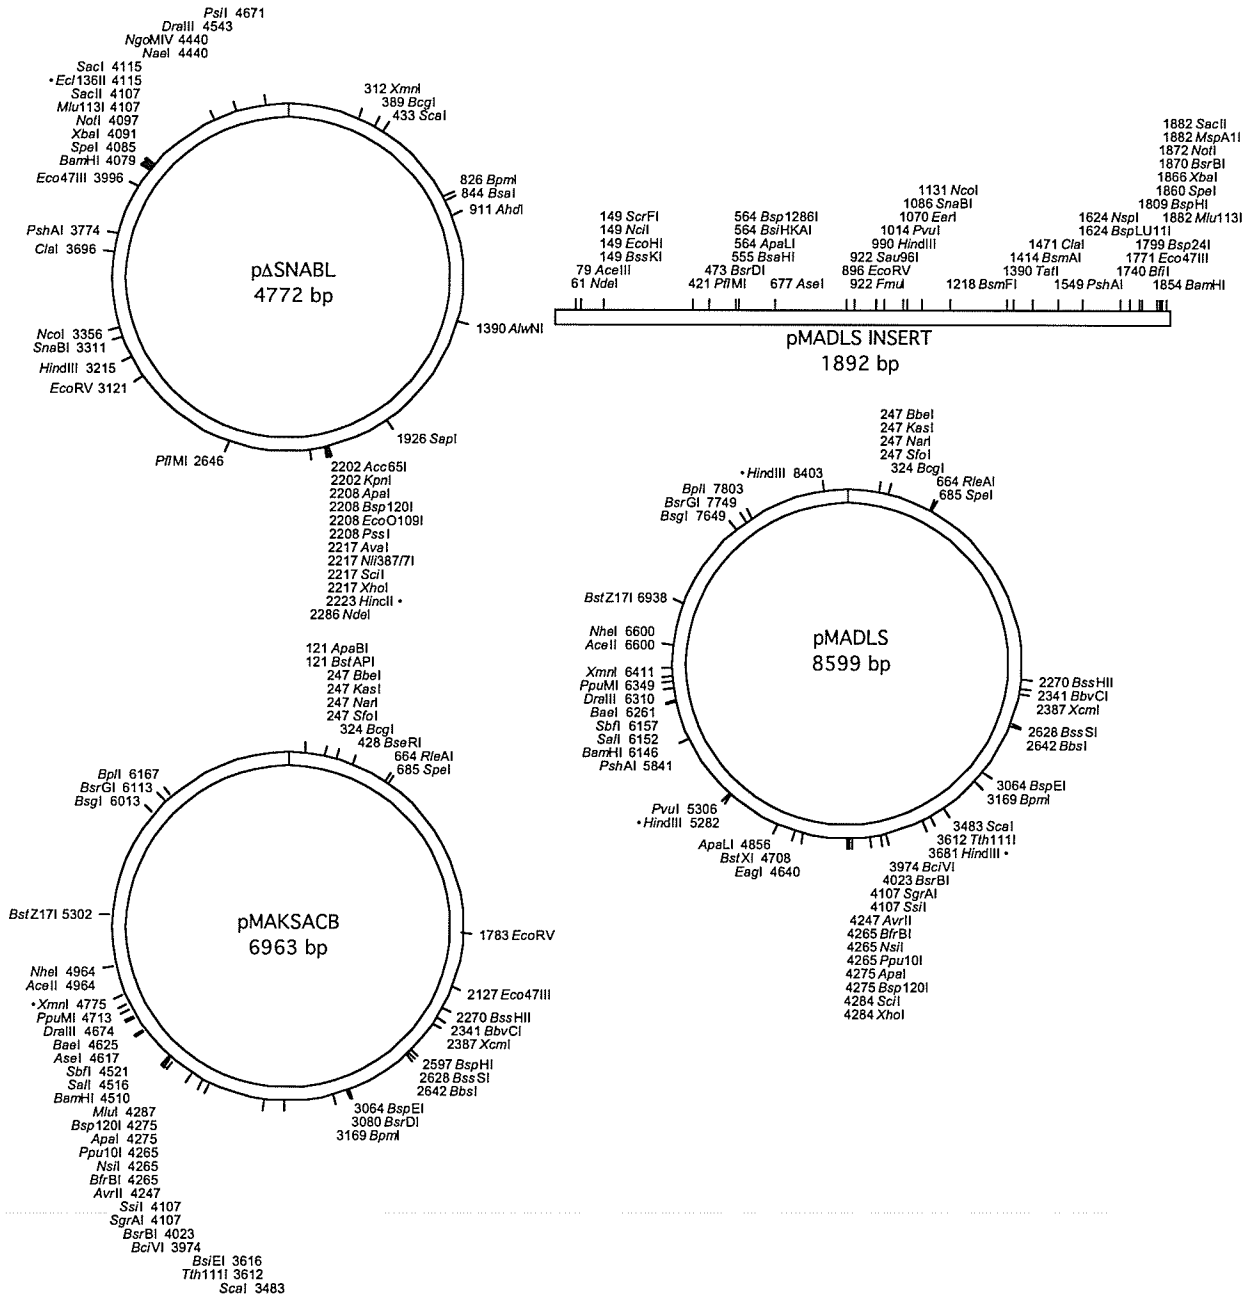 PsiI 4671
DraIII 4543
NgoMIV 4440
NaeI 4440
SacI 4115
•Ecl136II 4115
SacII 4107
Mlu113I 4107
NotI 4097
XbaI 4091
SpeI 4085
BamHI 4079
Eco47III 3996
PshAI 3774
ClaI 3696
NcoI 3356
SnaBI 3311
HindIII 3215
EcoRV 3121
PflMI 2646
312 XmnI
389 BcgI
433 ScaI
826 BpmI
844 BsaI
911 AhdI
1390 AlwNI
1926 SapI
2202 Acc65I
2202 KpnI
2208 ApaI
2208 Bsp120I
2208 EcoO109I
2208 PssI
2217 AvaI
2217 Nli387/7I
2217 SciI
2217 XhoI
2223 HincII •
2286 NdeI
p∆SNABL
4772 bp
149 ScrFI
149 NciI
149 EcoHI
149 BssKI
79 AceIII
61 NdeI
564 Bsp1286I
564 BsiHKAI
564 ApaLI
555 BsaHI
473 BsrDI
421 PflMI
677 AseI
1131 NcoI
1086 SnaBI
1070 EarI
1014 PvuI
990 HindIII
922 Sau96I
896 EcoRV
922 FmuI
1218 BsmFI
1471 ClaI
1414 BsmAI
1390 TatI
1549 PshAI
1624 NspI
1624 BspLU11I
1882 SacII
1882 MspA1I
1872 NotI
1870 BsrBI
1866 XbaI
1860 SpeI
1809 BspHI
1882 Mlu113I
1799 Bsp24I
1771 Eco47III
1740 BfiI
1854 BamHI
pMADLS INSERT
1892 bp
247 BbeI
247 KasI
247 NarI
247 SfoI
324 BcgI
664 RleAI
685 SpeI
•HindIII 8403
BplI 7803
BsrGI 7749
BsgI 7649
BstZ17I 6938
NheI 6600
AceII 6600
XmnI 6411
PpuMI 6349
DraIII 6310
BaeI 6261
SbfI 6157
SalI 6152
BamHI 6146
PshAI 5841
PvuI 5306
•HindIII 5282
ApaLI 4856
BstXI 4708
EagI 4640
2270 BssHII
2341 BbvCI
2387 XcmI
2628 BssSI
2642 BbsI
3064 BspEI
3169 BpmI
3483 ScaI
3612 Tth111I
3681 HindIII •
3974 BciVI
4023 BsrBI
4107 SgrAI
4107 SsiI
4247 AvrII
4265 BfrBI
4265 NsiI
4265 Ppu10I
4275 ApaI
4275 Bsp120I
4284 SciI
4284 XhoI
pMADLS
8599 bp
121 ApaBI
121 BstAPI
247 BbeI
247 KasI
247 NarI
247 SfoI
324 BcgI
428 BseRI
664 RleAI
685 SpeI
BplI 6167
BsrGI 6113
BsgI 6013
BstZ17I 5302
NheI 4964
AceII 4964
•XmnI 4775
PpuMI 4713
DraIII 4674
BaeI 4625
AseI 4617
SbfI 4521
SalI 4516
BamHI 4510
MluI 4287
Bsp120I 4275
ApaI 4275
Ppu10I 4265
NsiI 4265
BfrBI 4265
AvrII 4247
SsiI 4107
SgrAI 4107
BsrBI 4023
BciVI 3974
BsiEI 3616
Tth111I 3612
ScaI 3483
1783 EcoRV
2127 Eco47III
2270 BssHII
2341 BbvCI
2387 XcmI
2597 BspHI
2628 BssSI
2642 BbsI
3064 BspEI
3080 BsrDI
3169 BpmI
pMAKSACB
6963 bp